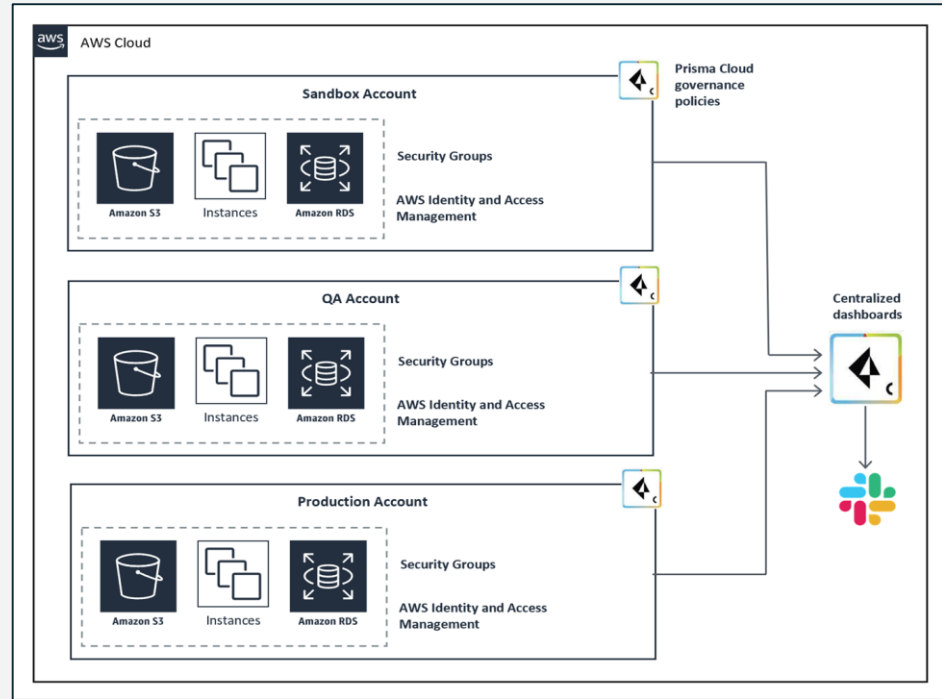 aws
AWS Cloud
Sandbox Account
C
Prisma Cloud
governance
policies
Amazon S3
Instances
Amazon RDS
Security Groups
AWS Identity and Access
Management
QA Account
C
Amazon S3
Instances
Amazon RDS
Security Groups
AWS Identity and Access
Management
Centralized
dashboards
C
Production Account
C
Amazon S3
Instances
Amazon RDS
Security Groups
AWS Identity and Access
Management